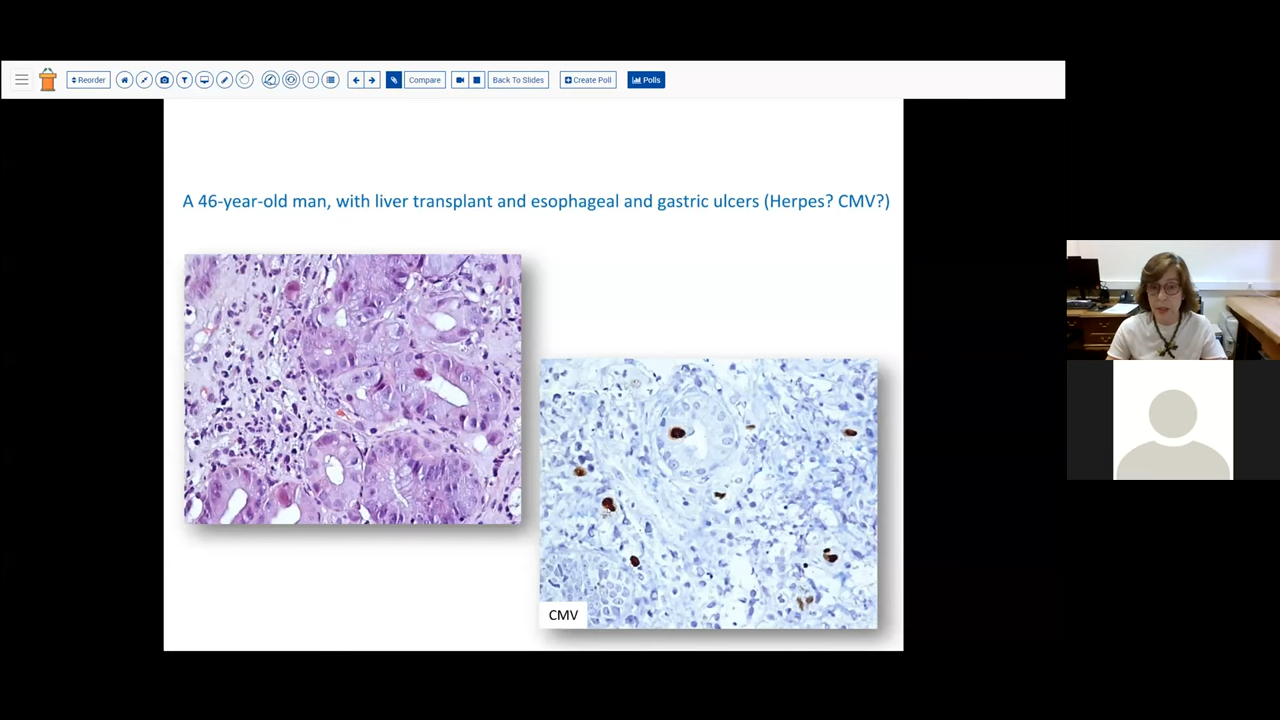 Reorder
Compare
Back To Slides
Create Poll
Polls
A 46-year-old man, with liver transplant and esophageal and gastric ulcers (Herpes? CMV?)
CMV